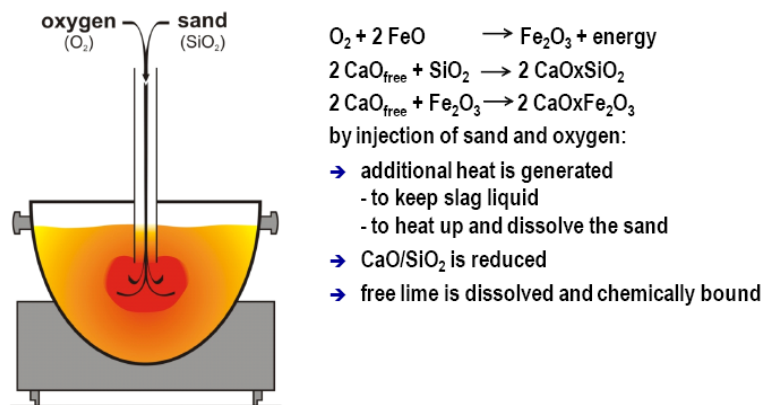 oxygen sand
(O₂) (SiO₂)
O₂ + 2 FeO → Fe₂O₃ + energy
2 CaO_free + SiO₂ → 2 CaOxSiO₂
2 CaO_free + Fe₂O₃ → 2 CaOxFe₂O₃
by injection of sand and oxygen:
→ additional heat is generated
- to keep slag liquid
- to heat up and dissolve the sand
→ CaO/SiO₂ is reduced
→ free lime is dissolved and chemically bound